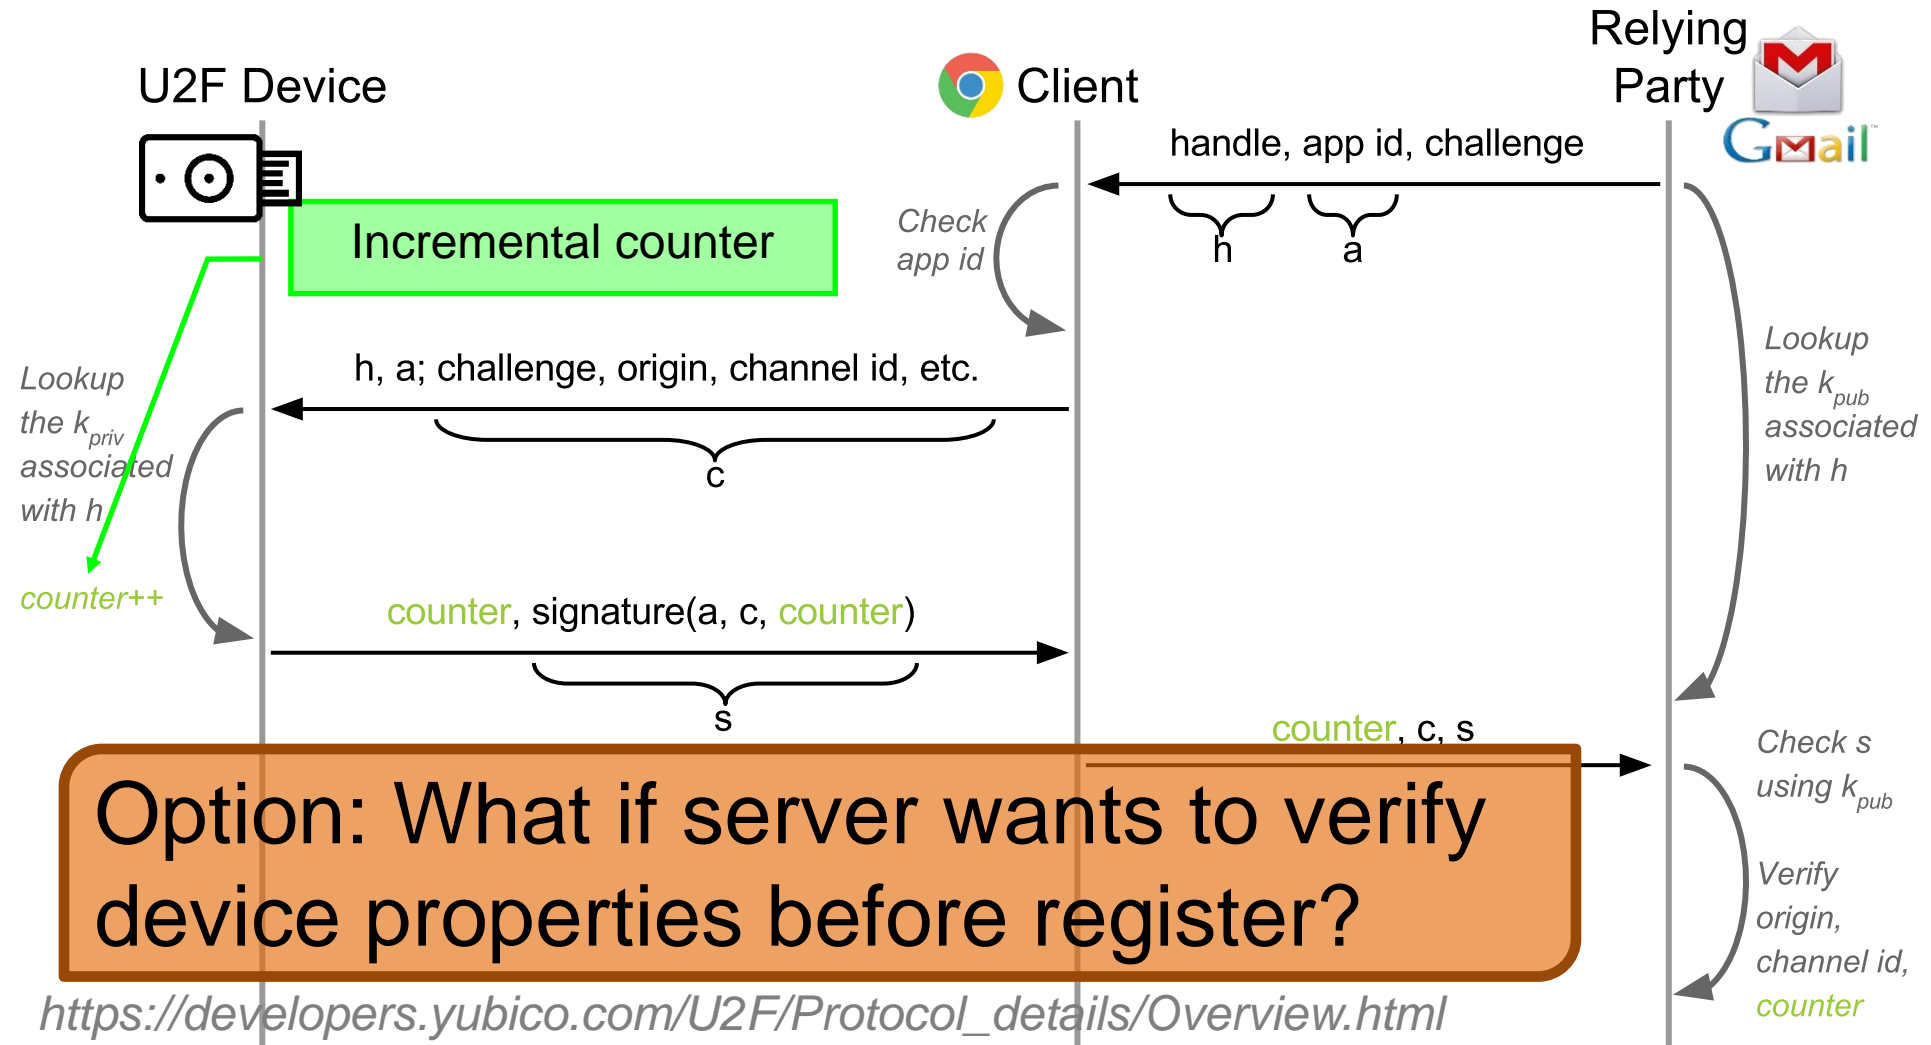 Relying
Party
U2F Device
Client
Gmail
handle, app id, challenge
h
a
Incremental counter
Check
app id
h, a; challenge, origin, channel id, etc.
c
Lookup
the k_priv
associated
with h
counter++
Lookup
the k_pub
associated
with h
counter, signature(a, c, counter)
s
counter, c, s
Check s
using k_pub
Verify
origin,
channel id,
counter
Option: What if server wants to verify
device properties before register?
https://developers.yubico.com/U2F/Protocol_details/Overview.html